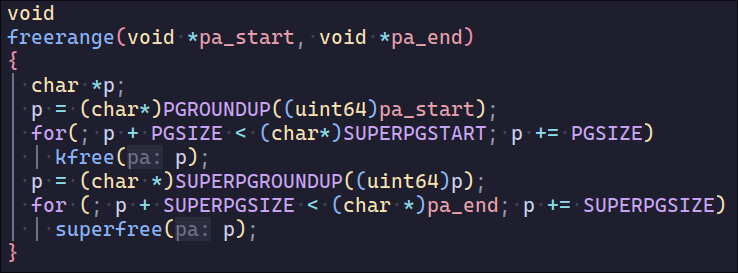 void
freerange(void *pa_start, void *pa_end)
{
  char *p;
  p = (char*)PGROUNDUP((uint64)pa_start);
  for(; p + PGSIZE < (char*)SUPERPGSTART; p += PGSIZE)
    kfree(pa: p);
  p = (char *)SUPERPGROUNDUP((uint64)p);
  for (; p + SUPERPGSIZE < (char *)pa_end; p += SUPERPGSIZE)
    superfree(pa: p);
}